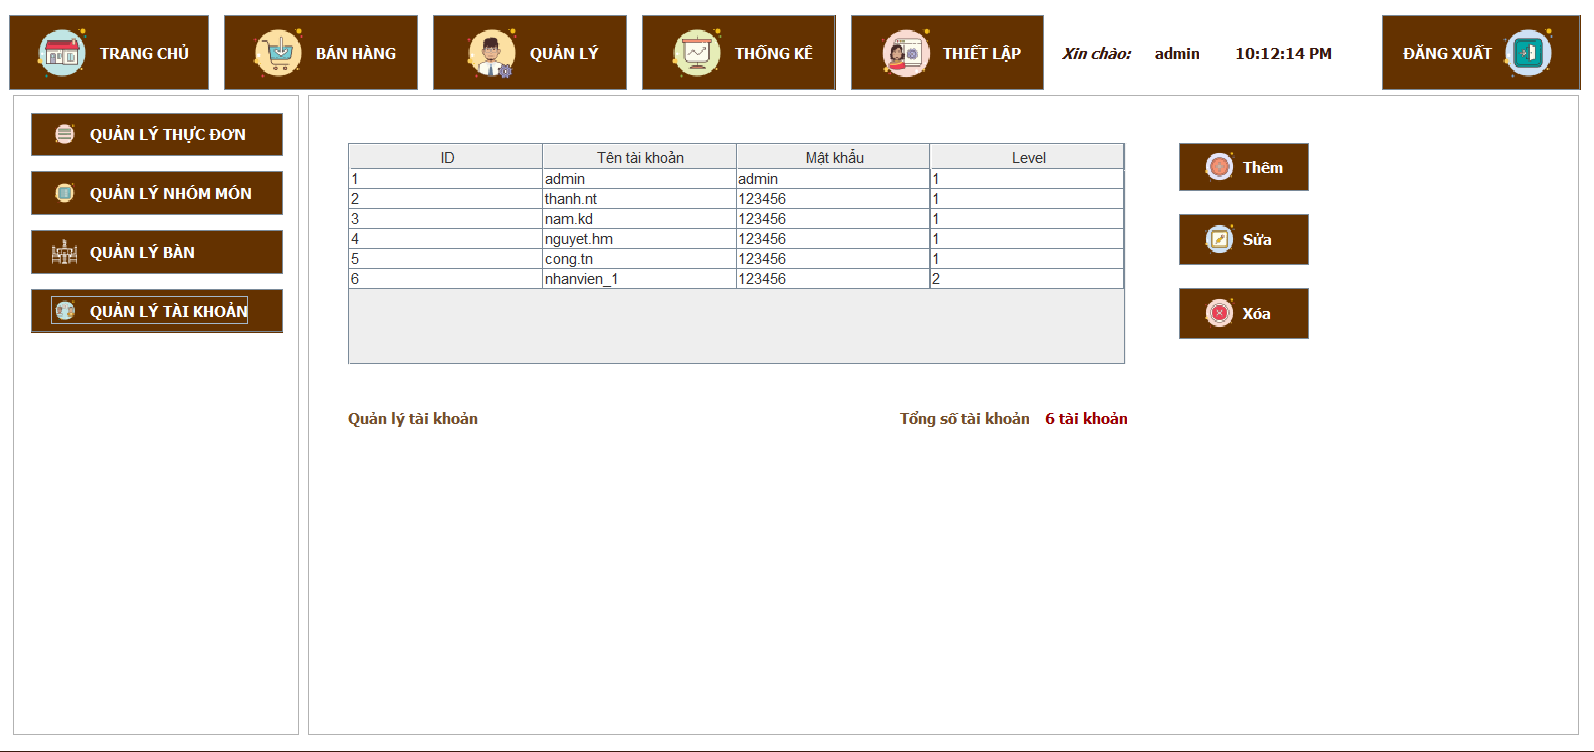 TRANG CHỦ BÁN HÀNG QUẢN LÝ THỐNG KÊ THIẾT LẬP Xin chào: admin 10:12:14 PM ĐĂNG XUẤT
QUẢN LÝ THỰC ĐƠN
QUẢN LÝ NHÓM MÓN
QUẢN LÝ BÀN
QUẢN LÝ TÀI KHOẢN
ID Tên tài khoản Mật khẩu Level
1 admin admin 1
2 thanh.nt 123456 1
3 nam.kd 123456 1
4 nguyet.hm 123456 1
5 cong.tn 123456 1
6 nhanvien_1 123456 2
Thêm
Sửa
Xóa
Quản lý tài khoản Tổng số tài khoản 6 tài khoản